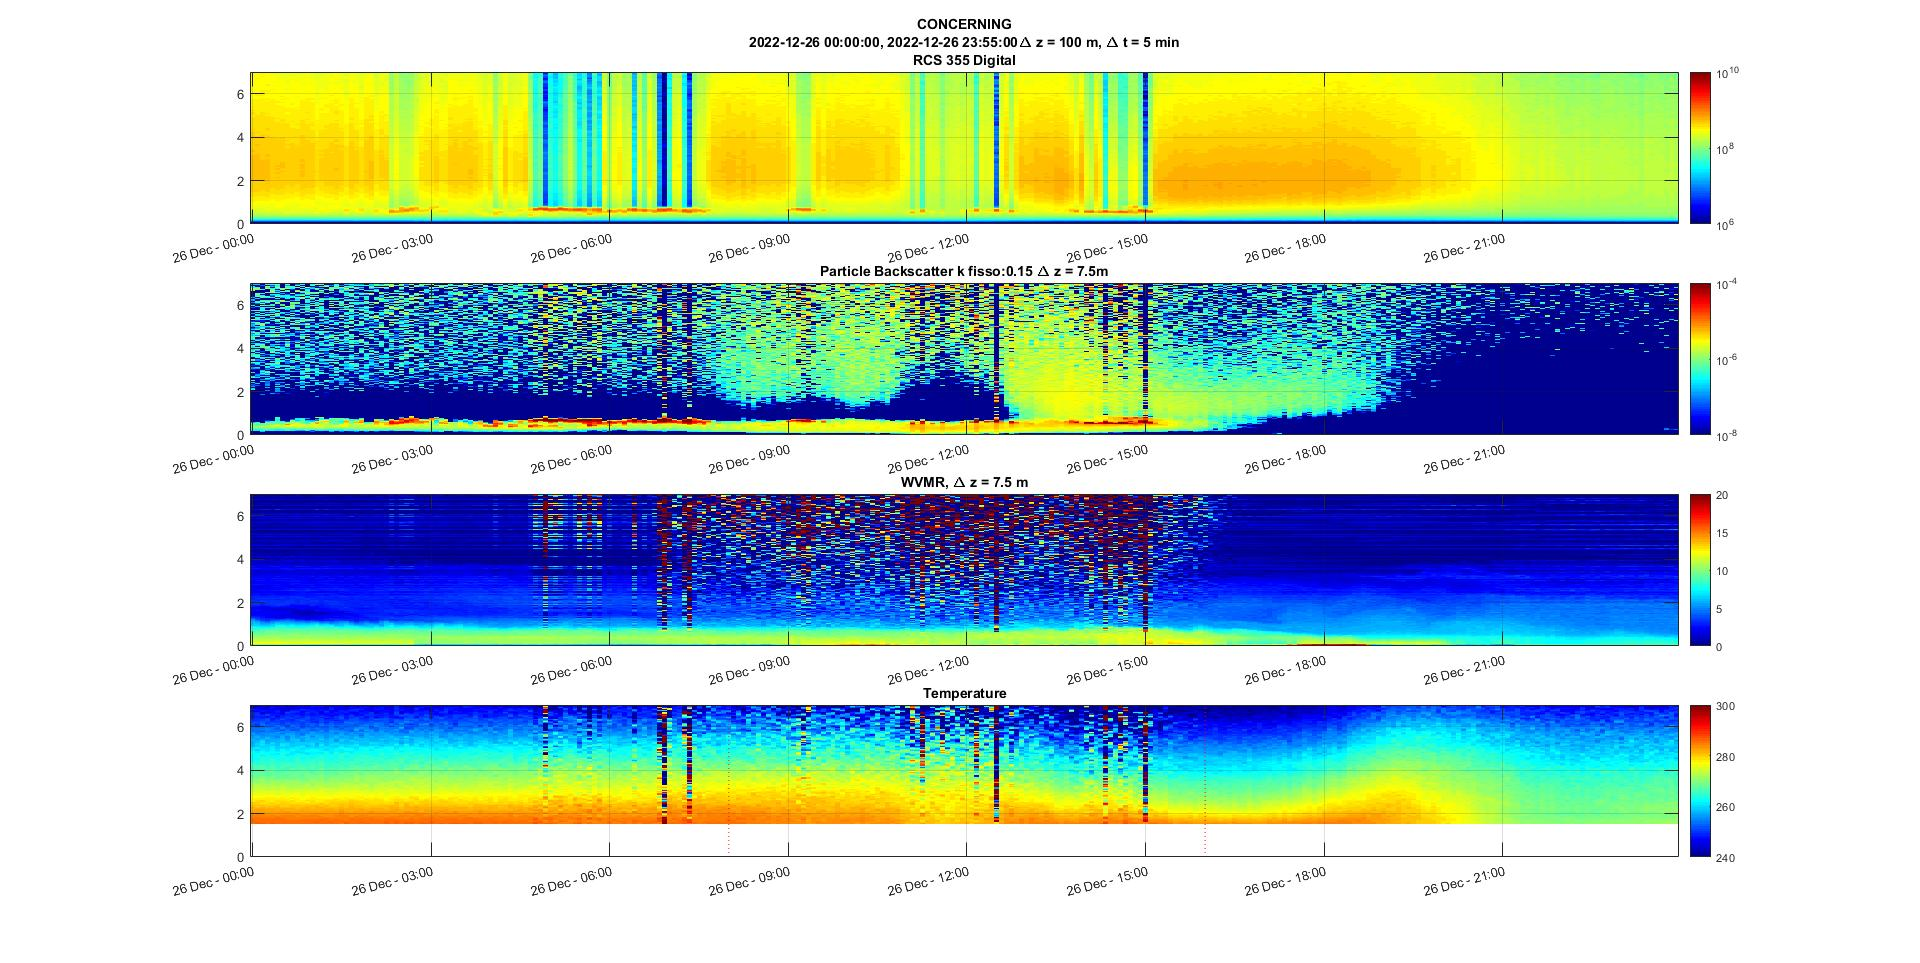 CONCERNING
2022-12-26 00:00:00, 2022-12-26 23:55:00 Δ z = 100 m, Δ t = 5 min
RCS 355 Digital
6
4
2
0
26 Dec - 00:00
26 Dec - 03:00
26 Dec - 06:00
26 Dec - 09:00
26 Dec - 12:00
26 Dec - 15:00
26 Dec - 18:00
26 Dec - 21:00
10^10
10^8
10^6
Particle Backscatter k fisso:0.15 Δ z = 7.5m
6
4
2
0
26 Dec - 00:00
26 Dec - 03:00
26 Dec - 06:00
26 Dec - 09:00
26 Dec - 12:00
26 Dec - 15:00
26 Dec - 18:00
26 Dec - 21:00
10^-4
10^-6
10^-8
WVMR, Δ z = 7.5 m
6
4
2
0
26 Dec - 00:00
26 Dec - 03:00
26 Dec - 06:00
26 Dec - 09:00
26 Dec - 12:00
26 Dec - 15:00
26 Dec - 18:00
26 Dec - 21:00
20
15
10
5
0
Temperature
6
4
2
0
26 Dec - 00:00
26 Dec - 03:00
26 Dec - 06:00
26 Dec - 09:00
26 Dec - 12:00
26 Dec - 15:00
26 Dec - 18:00
26 Dec - 21:00
300
280
260
240